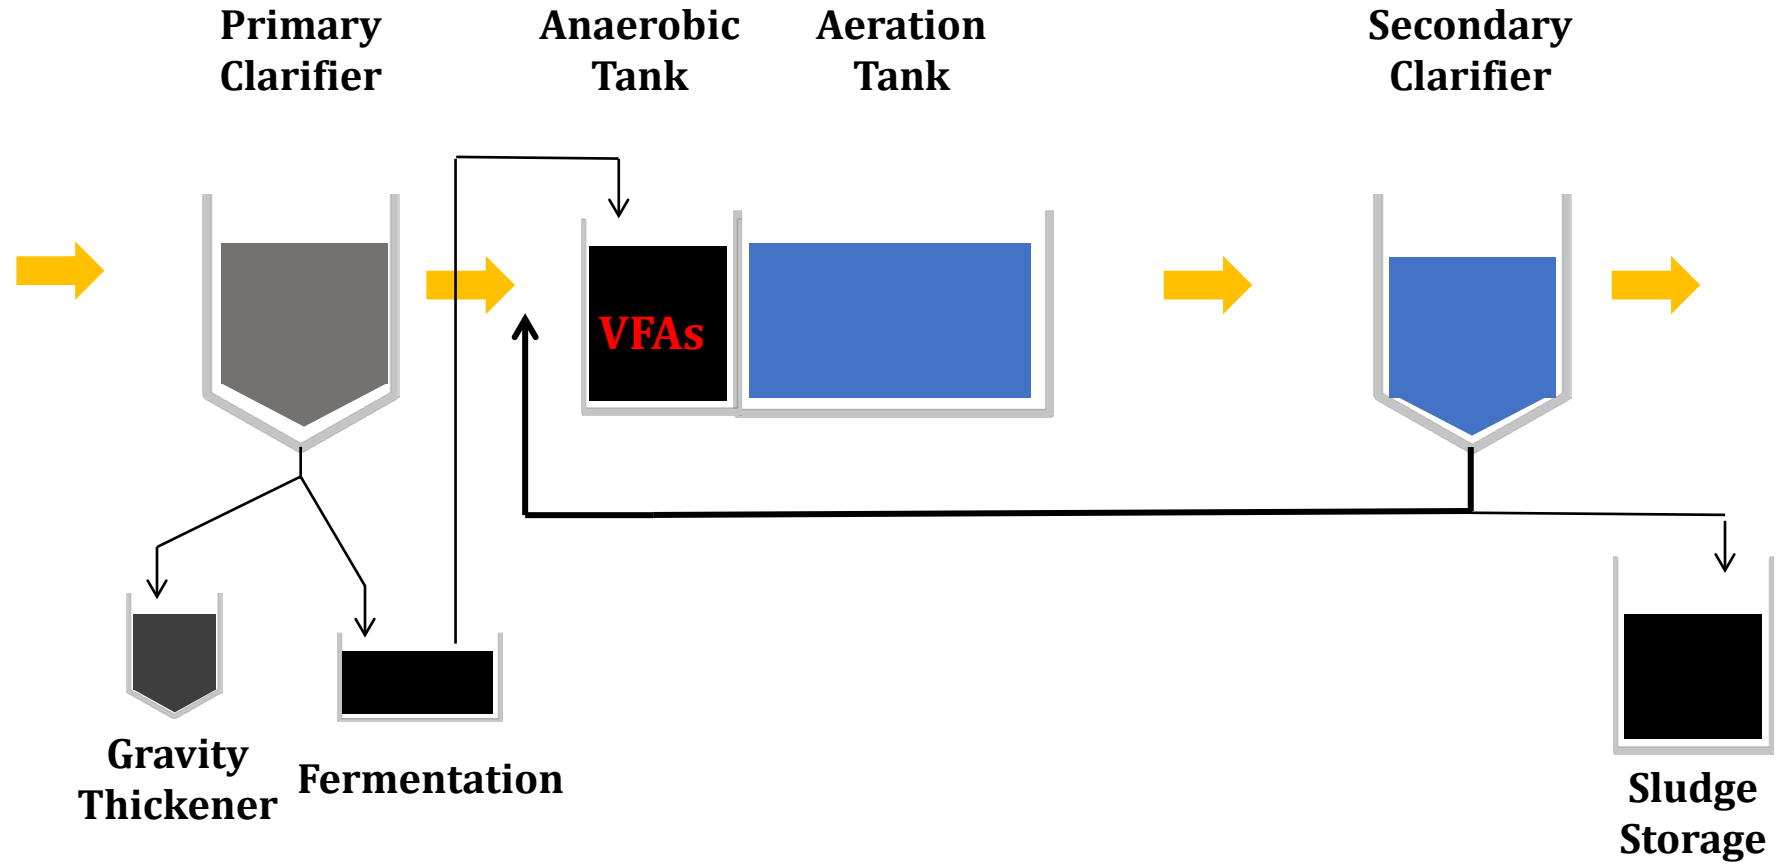 Primary
Clarifier
Anaerobic
Tank
Aeration
Tank
Secondary
Clarifier
VFAs
Gravity
Thickener
Fermentation
Sludge
Storage